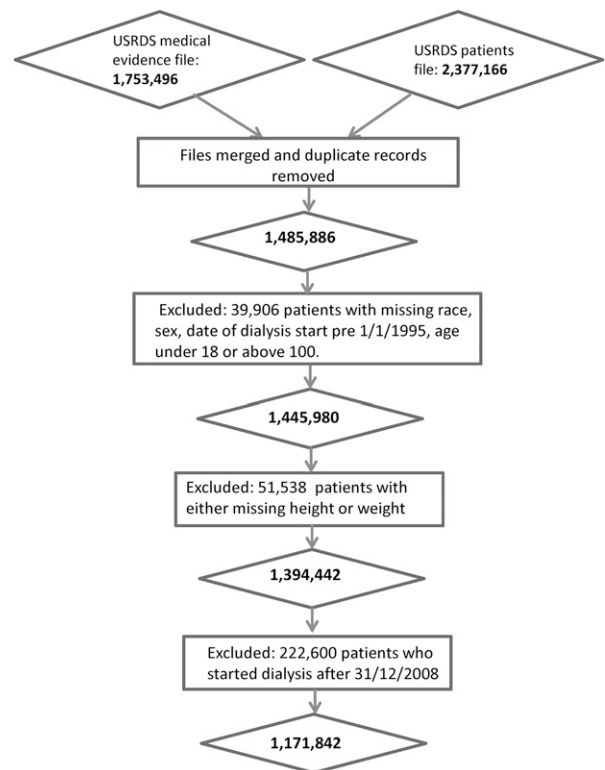 USRDS medical
evidence file:
1,753,496
USRDS patients
file: 2,377,166
Files merged and duplicate records
removed
1,485,886
Excluded: 39,906 patients with missing race,
sex, date of dialysis start pre 1/1/1995, age
under 18 or above 100.
1,445,980
Excluded: 51,538 patients with
either missing height or weight
1,394,442
Excluded: 222,600 patients who
started dialysis after 31/12/2008
1,171,842